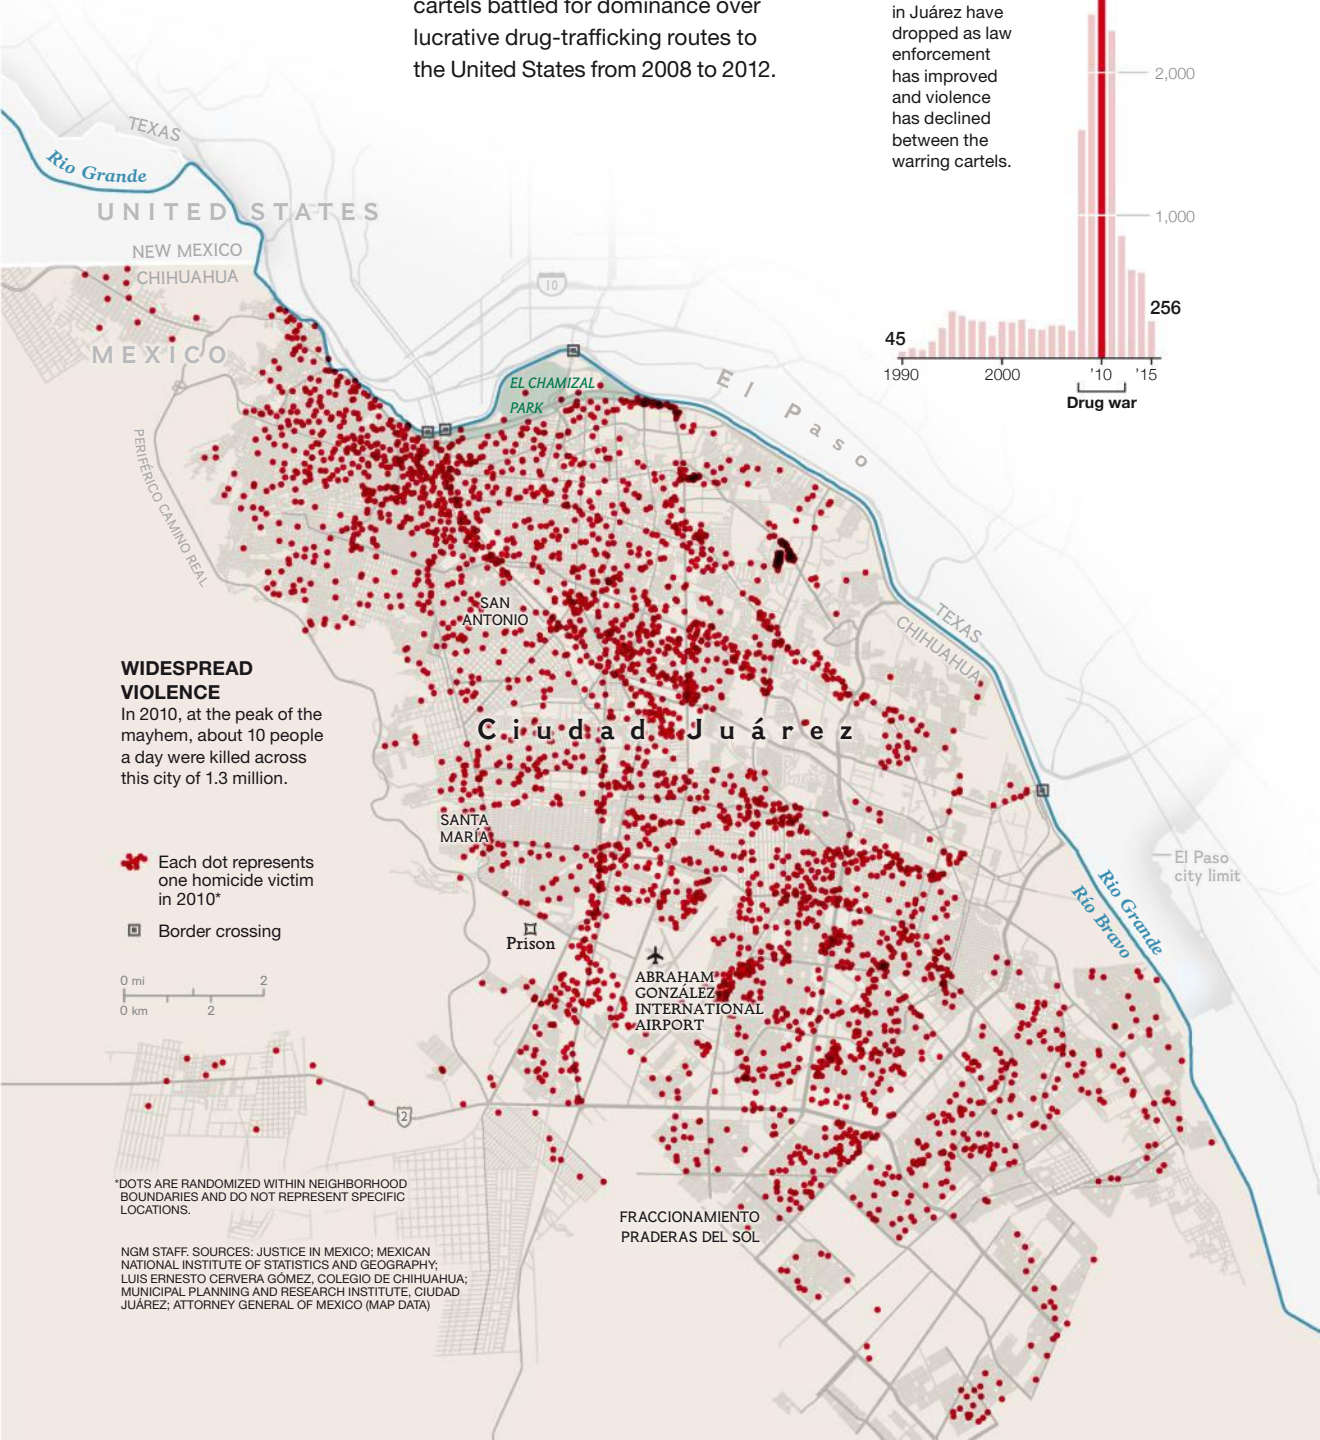 cartels battled for dominance over
lucrative drug-trafficking routes to
the United States from 2008 to 2012.
in Juárez have
dropped as law
enforcement
has improved
and violence
has declined
between the
warring cartels.
2,000
1,000
256
45
1990
2000
’10
’15
Drug war
TEXAS
Rio Grande
UNITED STATES
NEW MEXICO
CHIHUAHUA
MEXICO
10
EL CHAMIZAL
PARK
El Paso
PERIFÉRICO CAMINO REAL
SAN
ANTONIO
TEXAS
CHIHUAHUA
WIDESPREAD
VIOLENCE
In 2010, at the peak of the
mayhem, about 10 people
a day were killed across
this city of 1.3 million.
Ciudad Juárez
SANTA
MARÍA
Each dot represents
one homicide victim
in 2010*
Border crossing
El Paso
city limit
Rio Grande
Río Bravo
Prison
ABRAHAM
GONZÁLEZ
INTERNATIONAL
AIRPORT
0 mi
2
0 km
2
2
*DOTS ARE RANDOMIZED WITHIN NEIGHBORHOOD
BOUNDARIES AND DO NOT REPRESENT SPECIFIC
LOCATIONS.
FRACCIONAMIENTO
PRADERAS DEL SOL
NGM STAFF. SOURCES: JUSTICE IN MEXICO; MEXICAN
NATIONAL INSTITUTE OF STATISTICS AND GEOGRAPHY;
LUIS ERNESTO CERVERA GÓMEZ, COLEGIO DE CHIHUAHUA;
MUNICIPAL PLANNING AND RESEARCH INSTITUTE, CIUDAD
JUÁREZ; ATTORNEY GENERAL OF MEXICO (MAP DATA)